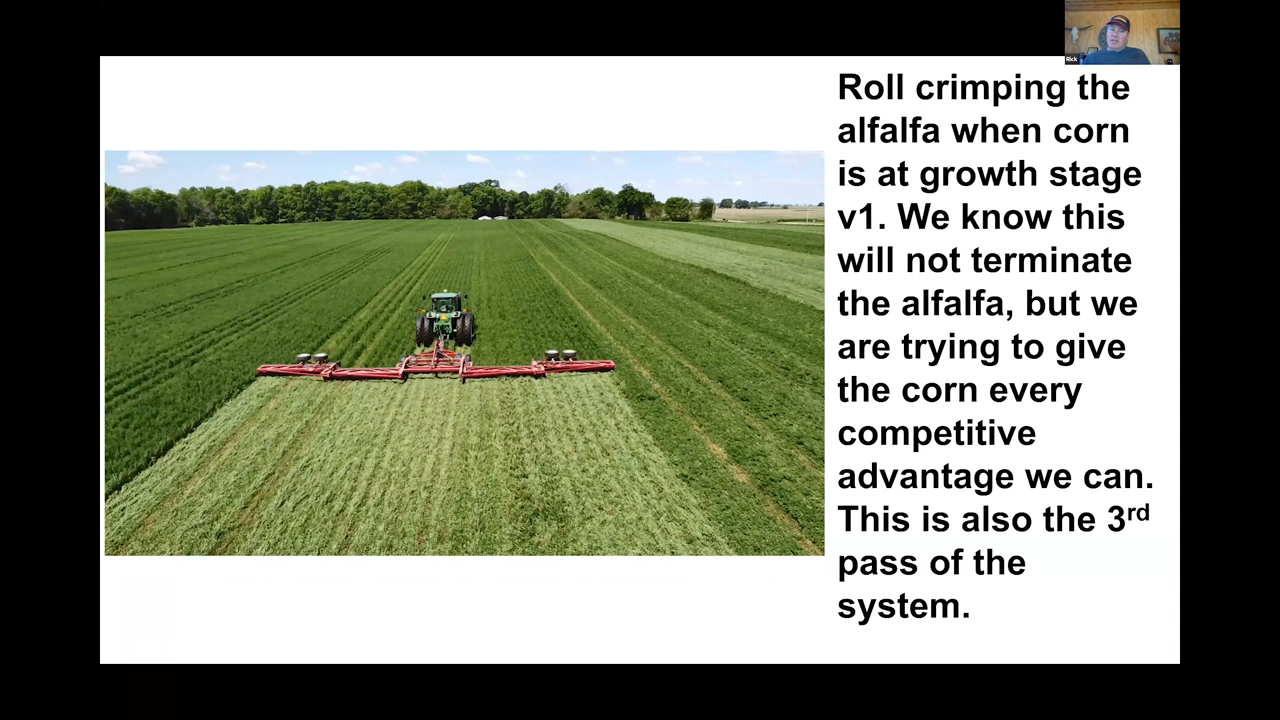 Rick
Roll crimping the
alfalfa when corn
is at growth stage
v1. We know this
will not terminate
the alfalfa, but we
are trying to give
the corn every
competitive
advantage we can.
This is also the 3rd
pass of the
system.